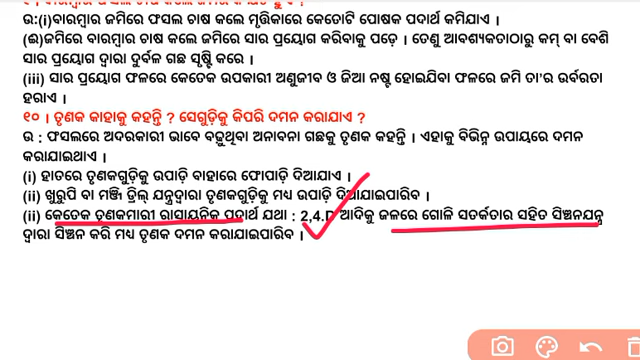 ଉ:(i)ବାରମ୍ବାର ଜମିରେ ଫସଲ ଚାଷ କଲେ ମୃତ୍ତିକାରେ କେତୋଟି ପୋଷକ ପଦାର୍ଥ କମିଯାଏ ।
(ଈ)ଜମିରେ ବାରମ୍ବାର ଚାଷ କଲେ ଜମିରେ ସାର ପ୍ରୟୋଗ କରିବାକୁ ପଡ଼େ । ତେଣୁ ଆବଶ୍ୟକତାଠାରୁ କମ୍ ବା ବେଶି
ସାର ପ୍ରୟୋଗ ଦ୍ୱାରା ଦୁର୍ବଳ ଗଛ ସୃଷ୍ଟି କରେ ।
(iii) ସାର ପ୍ରୟୋଗ ଫଳରେ କେତେକ ଉପକାରୀ ଅଣୁଜୀବ ଓ ଜିଆ ନଷ୍ଟ ହୋଇଯିବା ଫଳରେ ଜମି ତା'ର ଉର୍ବରତା
ହରାଏ ।
୧୦ । ତୃଣକ କାହାକୁ କହନ୍ତି ? ସେଗୁଡ଼ିକୁ କିପରି ଦମନ କରାଯାଏ ?
ଉ : ଫସଲରେ ଅଦରକାରୀ ଭାବେ ବଢ଼ୁଥିବା ଅନାବନା ଗଛକୁ ତୃଣକ କହନ୍ତି । ଏହାକୁ ବିଭିନ୍ନ ଉପାୟରେ ଦମନ
କରାଯାଇଥାଏ ।
(i) ହାତରେ ତୃଣକଗୁଡ଼ିକୁ ଉପାଡ଼ି ବାହାରେ ଫୋପାଡ଼ି ଦିଆଯାଏ ।
(ii) ଖୁରୁପି ବା ମଞ୍ଜି ଡ୍ରିଲ୍ ଯନ୍ତ୍ରଦ୍ୱାରା ତୃଣକଗୁଡ଼ିକୁ ମଧ୍ୟ ଉପାଡ଼ି ଦିଆଯାଇପାରିବ ।
(ii) କେତେକ ତୃଣକମାରୀ ରାସାୟନିକ ପଦାର୍ଥ ଯଥା : 2,4.D ଆଦିକୁ ଜଳରେ ଗୋଳି ସତର୍କତାର ସହିତ ସିଞ୍ଚନଯନ୍ତ୍ର
ଦ୍ୱାରା ସିଞ୍ଚନ କରି ମଧ୍ୟ ତୃଣକ ଦମନ କରାଯାଇପାରିବ ।